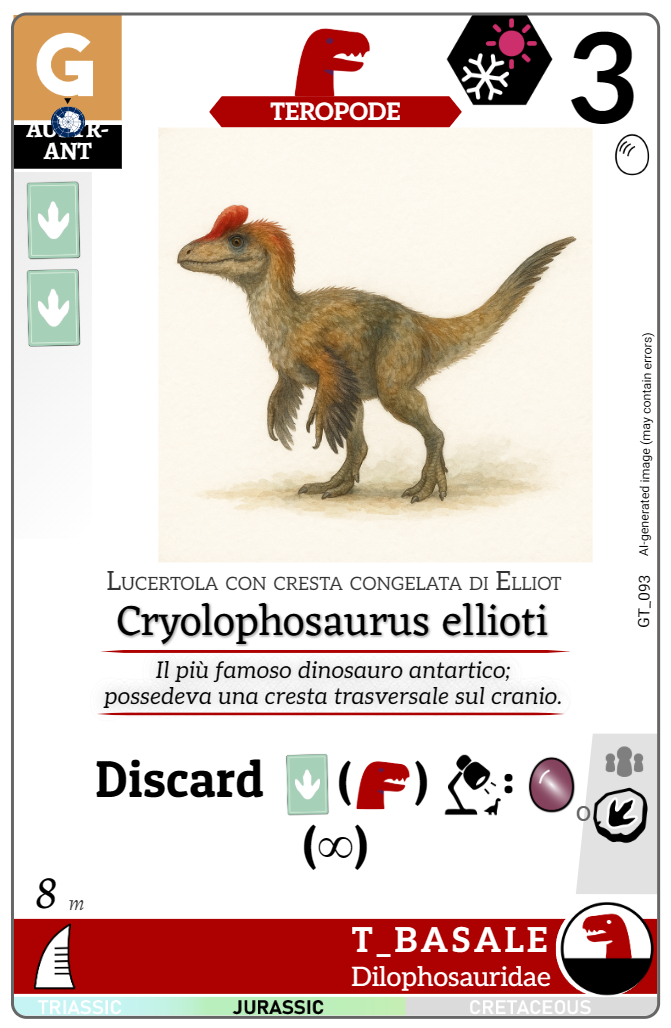 G
TEROPODE
3
ANT
AI-generated image (may contain errors)
GT_093
Lucertola con cresta congelata di Elliot
Cryolophosaurus ellioti
Il più famoso dinosauro antartico;
possedeva una cresta trasversale sul cranio.
Discard ( ) :
o
(∞)
8 m
T_BASALE
Dilophosauridae
TRIASSIC JURASSIC CRETACEOUS